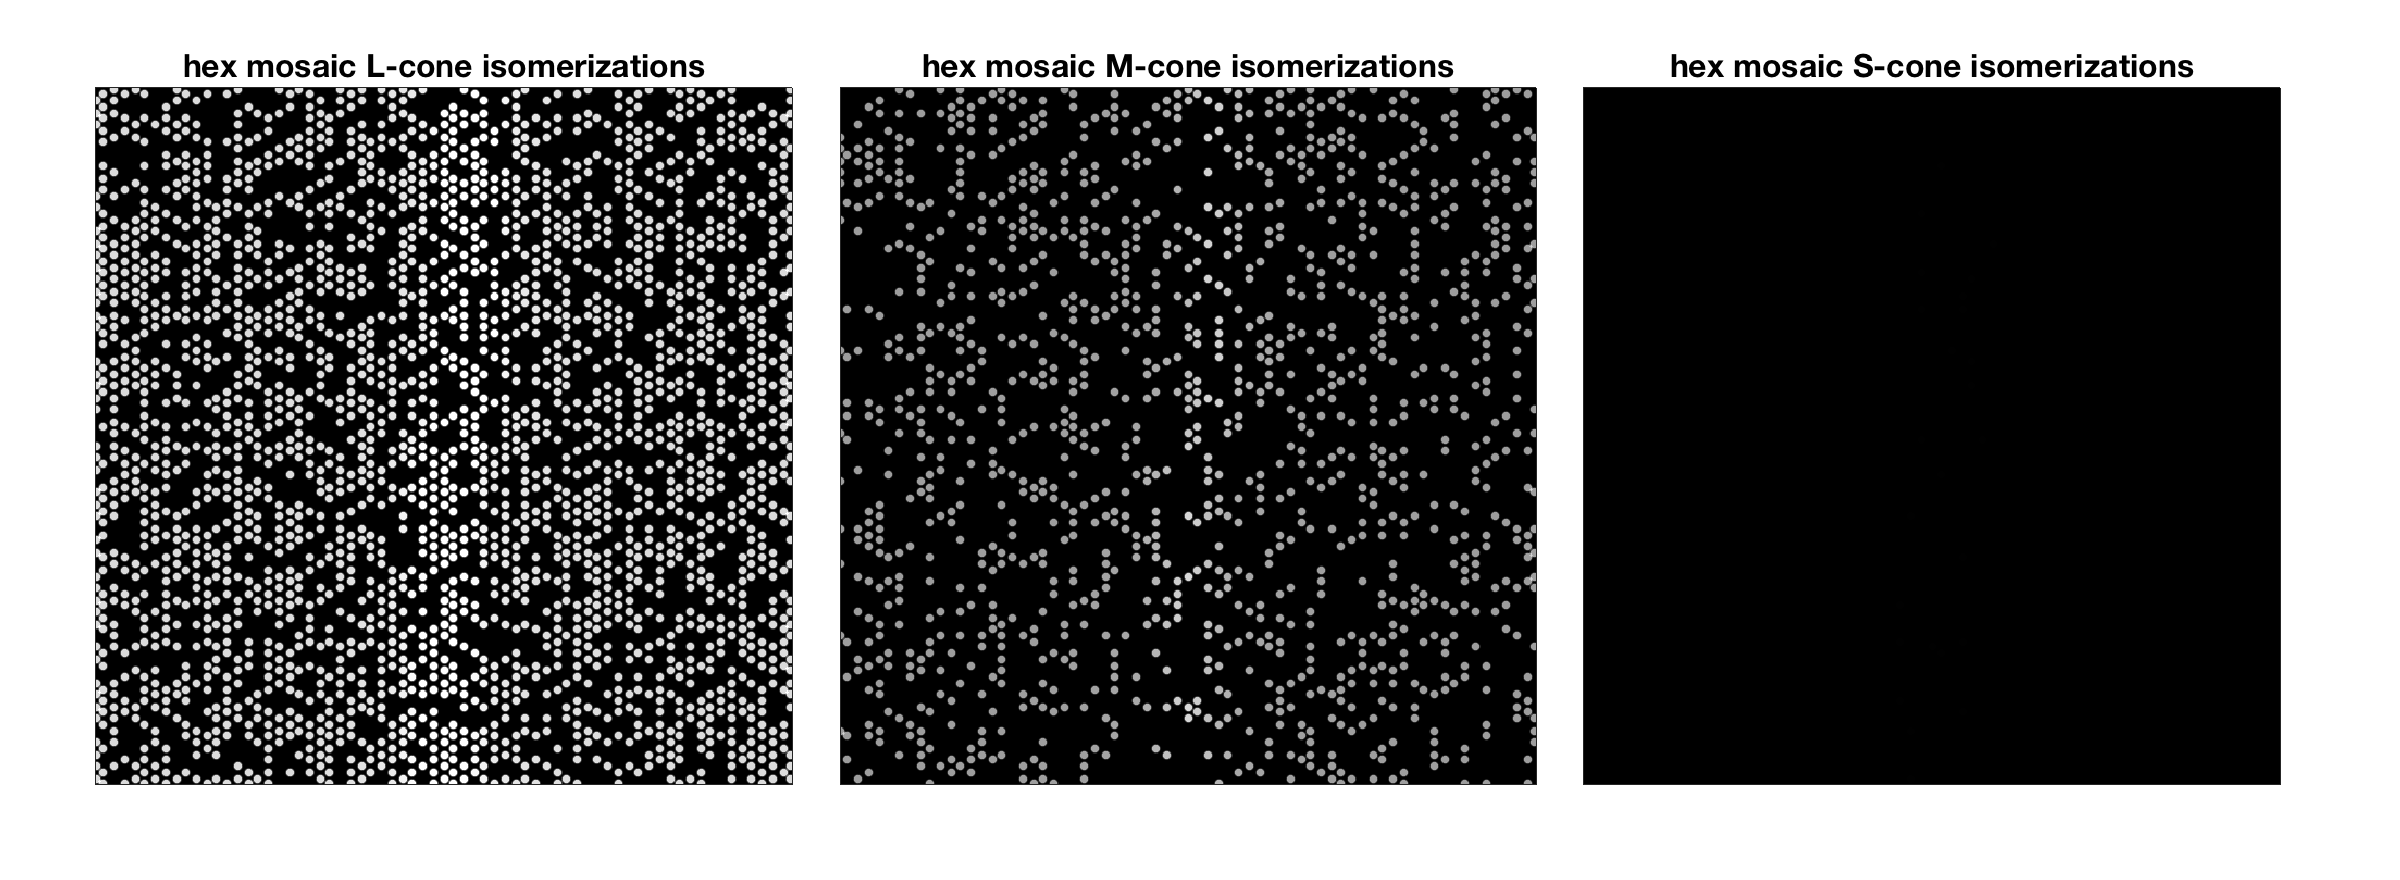 hex mosaic L-cone isomerizations
hex mosaic M-cone isomerizations
hex mosaic S-cone isomerizations